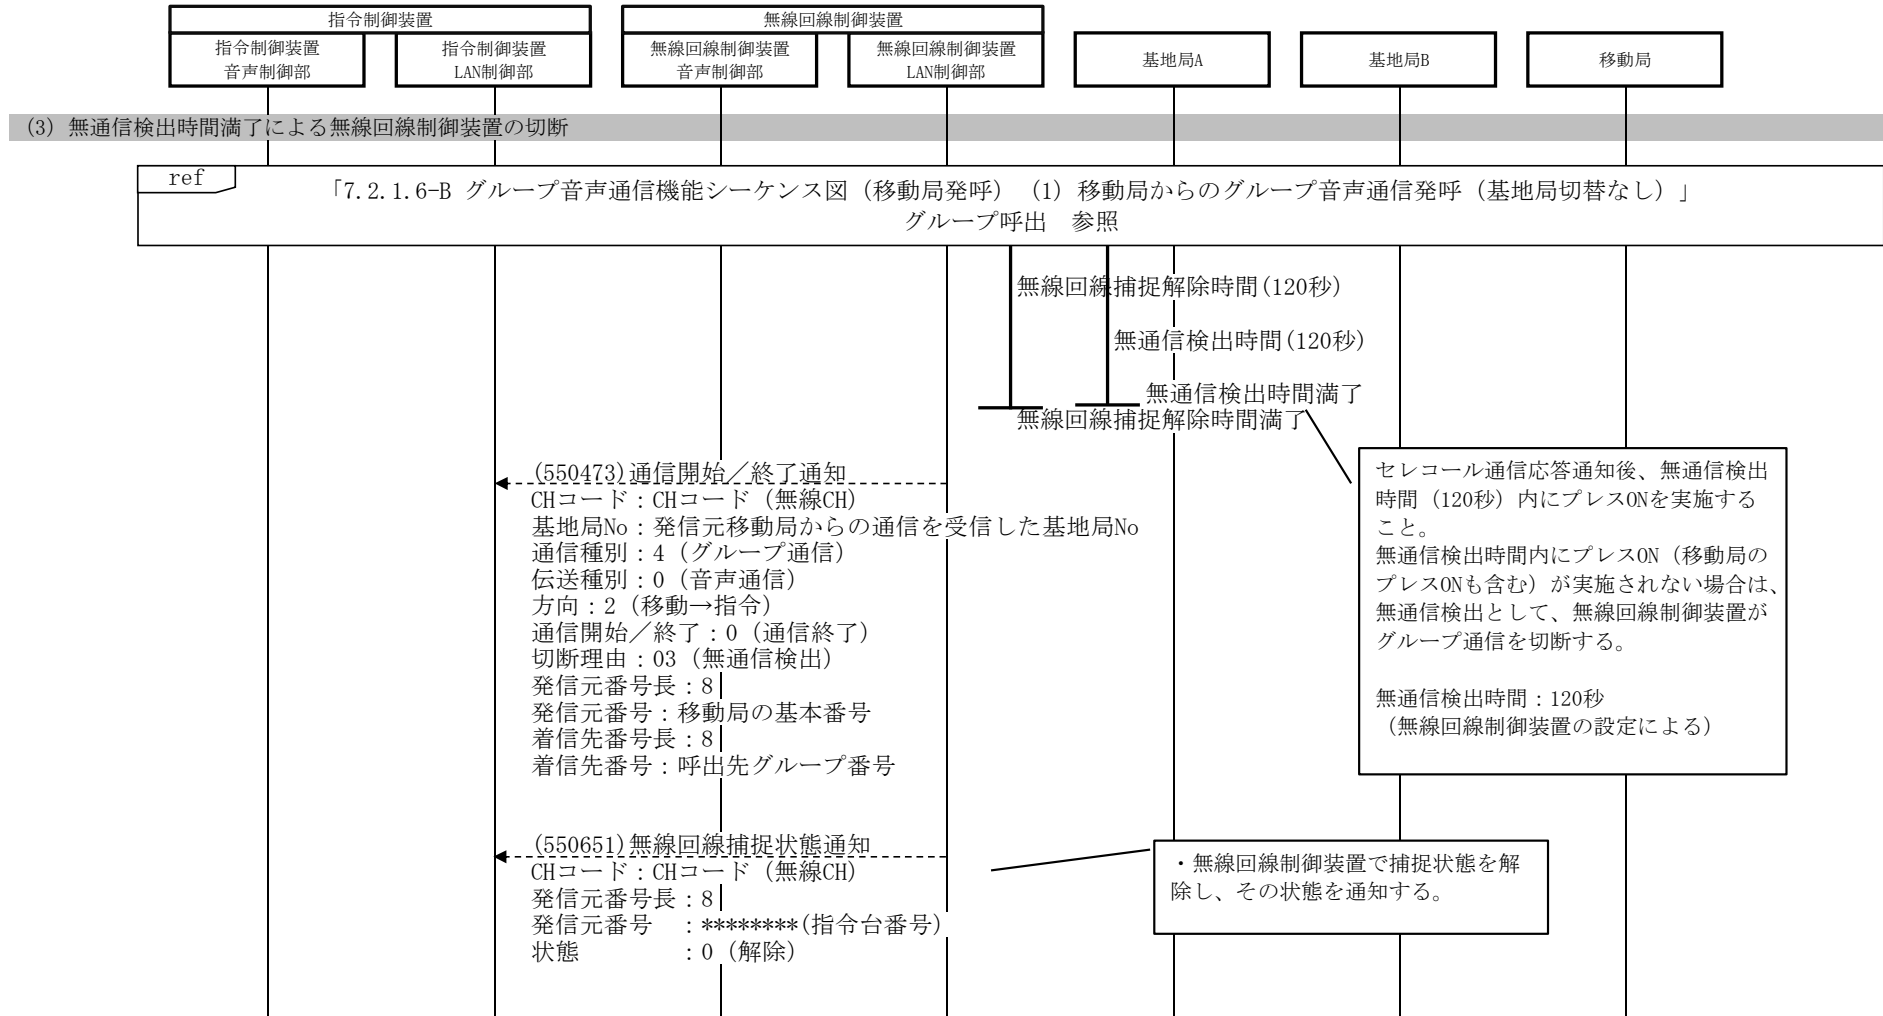 指令制御装置
無線回線制御装置
指令制御装置
音声制御部
指令制御装置
LAN制御部
無線回線制御装置
音声制御部
無線回線制御装置
LAN制御部
基地局A
基地局B
移動局
(3) 無通信検出時間満了による無線回線制御装置の切断
ref
「7.2.1.6-B グループ音声通信機能シーケンス図（移動局発呼）（1）移動局からのグループ音声通信発呼（基地局切替なし）」
グループ呼出　参照
無線回線捕捉解除時間(120秒)
無通信検出時間(120秒)
無通信検出時間満了
無線回線捕捉解除時間満了
セレコール通信応答通知後、無通信検出
時間（120秒）内にプレスONを実施する
こと。
無通信検出時間内にプレスON（移動局の
プレスONも含む）が実施されない場合は、
無通信検出として、無線回線制御装置が
グループ通信を切断する。
無通信検出時間：120秒
（無線回線制御装置の設定による）
(550473)通信開始／終了通知
CHコード：CHコード（無線CH）
基地局No：発信元移動局からの通信を受信した基地局No
通信種別：4（グループ通信）
伝送種別：0（音声通信）
方向：2（移動→指令）
通信開始／終了：0（通信終了）
切断理由：03（無通信検出）
発信元番号長：8
発信元番号：移動局の基本番号
着信先番号長：8
着信先番号：呼出先グループ番号
(550651)無線回線捕捉状態通知
CHコード：CHコード（無線CH）
発信元番号長：8
発信元番号　：********(指令台番号)
状態　　　　：0（解除）
・無線回線制御装置で捕捉状態を解
除し、その状態を通知する。